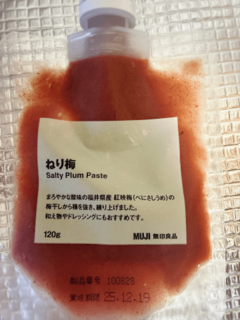 ねり梅
Salty Plum Paste
まろやかな酸味の福井県産 紅映梅（べにさしうめ）の
梅干しから種を抜き、練り上げました。
和え物やドレッシングにもおすすめです。
120g
MUJI 無印良品
製造番号 100829
賞味期限 25.12.19